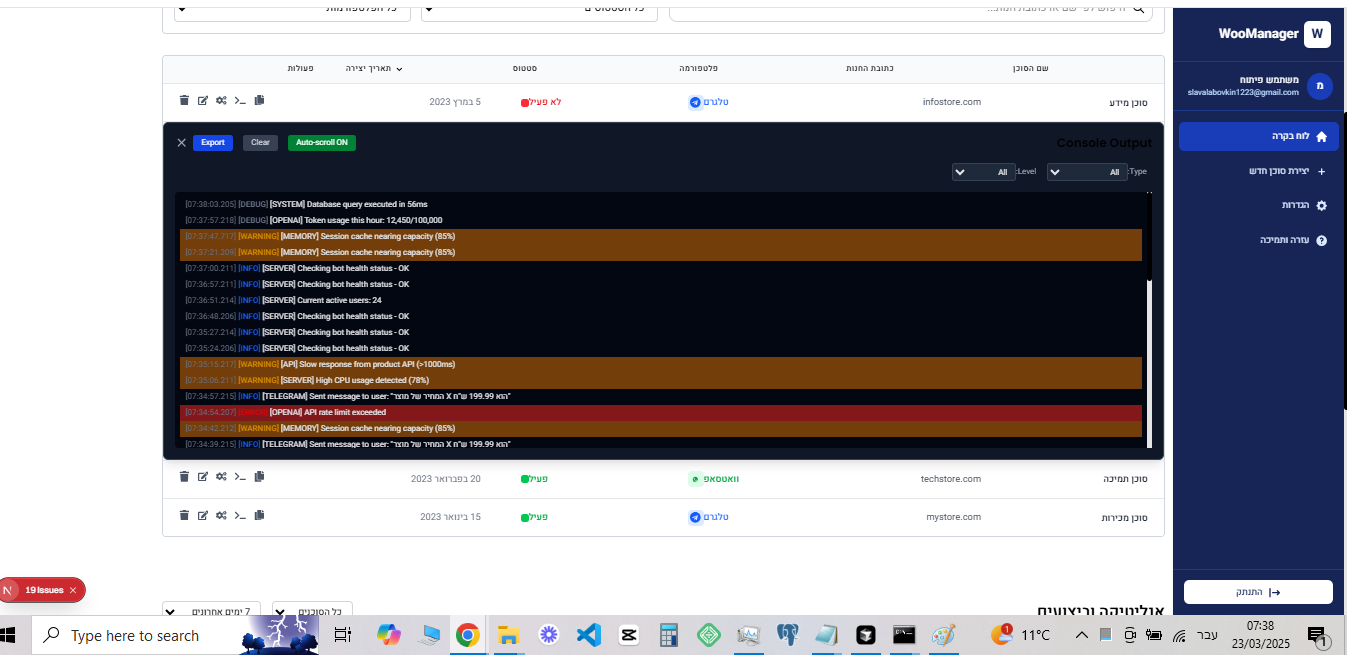 כל הפלטפורמות
כל הסטטוסים
חיפוש לפי שם או כתובת חנות...
WooManager W
משתמש פיתוח
slavalabovkin1223@gmail.com
מ
לוח בקרה
יצירת סוכן חדש
הגדרות
עזרה ותמיכה
התנתק
שם הסוכן כתובת החנות פלטפורמה סטטוס תאריך יצירה פעולות
סוכן מידע infostore.com טלגרם לא פעיל 5 במרץ 2023
Export Clear Auto-scroll ON Console Output
Type: All Level: All
[07:38:03.205] [DEBUG] [SYSTEM] Database query executed in 56ms
[07:37:57.218] [DEBUG] [OPENAI] Token usage this hour: 12,450/100,000
[07:37:47.717] [WARNING] [MEMORY] Session cache nearing capacity (85%)
[07:37:21.209] [WARNING] [MEMORY] Session cache nearing capacity (85%)
[07:37:00.211] [INFO] [SERVER] Checking bot health status - OK
[07:36:57.211] [INFO] [SERVER] Checking bot health status - OK
[07:36:51.214] [INFO] [SERVER] Current active users: 24
[07:36:48.206] [INFO] [SERVER] Checking bot health status - OK
[07:35:27.214] [INFO] [SERVER] Checking bot health status - OK
[07:35:24.206] [INFO] [SERVER] Checking bot health status - OK
[07:35:15.217] [WARNING] [API] Slow response from product API (>1000ms)
[07:35:06.211] [WARNING] [SERVER] High CPU usage detected (78%)
[07:34:57.215] [INFO] [TELEGRAM] Sent message to user: "המחיר של מוצר X הוא 199.99 ש"ח"
[07:34:54.207] [ERROR] [OPENAI] API rate limit exceeded
[07:34:42.212] [WARNING] [MEMORY] Session cache nearing capacity (85%)
[07:34:39.215] [INFO] [TELEGRAM] Sent message to user: "המחיר של מוצר X הוא 199.99 ש"ח"
סוכן תמיכה techstore.com וואטסאפ פעיל 20 בפברואר 2023
סוכן מכירות mystore.com טלגרם פעיל 15 בינואר 2023
אנליטיקה וביצועים
כל הסוכנים
7 ימים אחרונים
N 19 Issues
Type here to search
1 11°C
עבר
07:38
23/03/2025
1